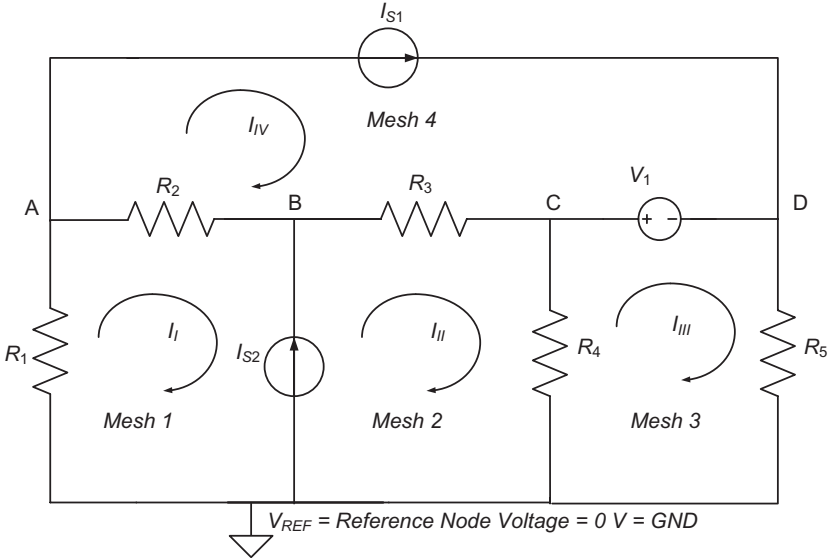 I_S1
Mesh 4
I_IV
R_2
R_3
V_1
A
B
C
+ −
D
R_1
I_I
I_S2
I_II
R_4
I_III
R_5
Mesh 1
Mesh 2
Mesh 3
V_REF = Reference Node Voltage = 0 V = GND